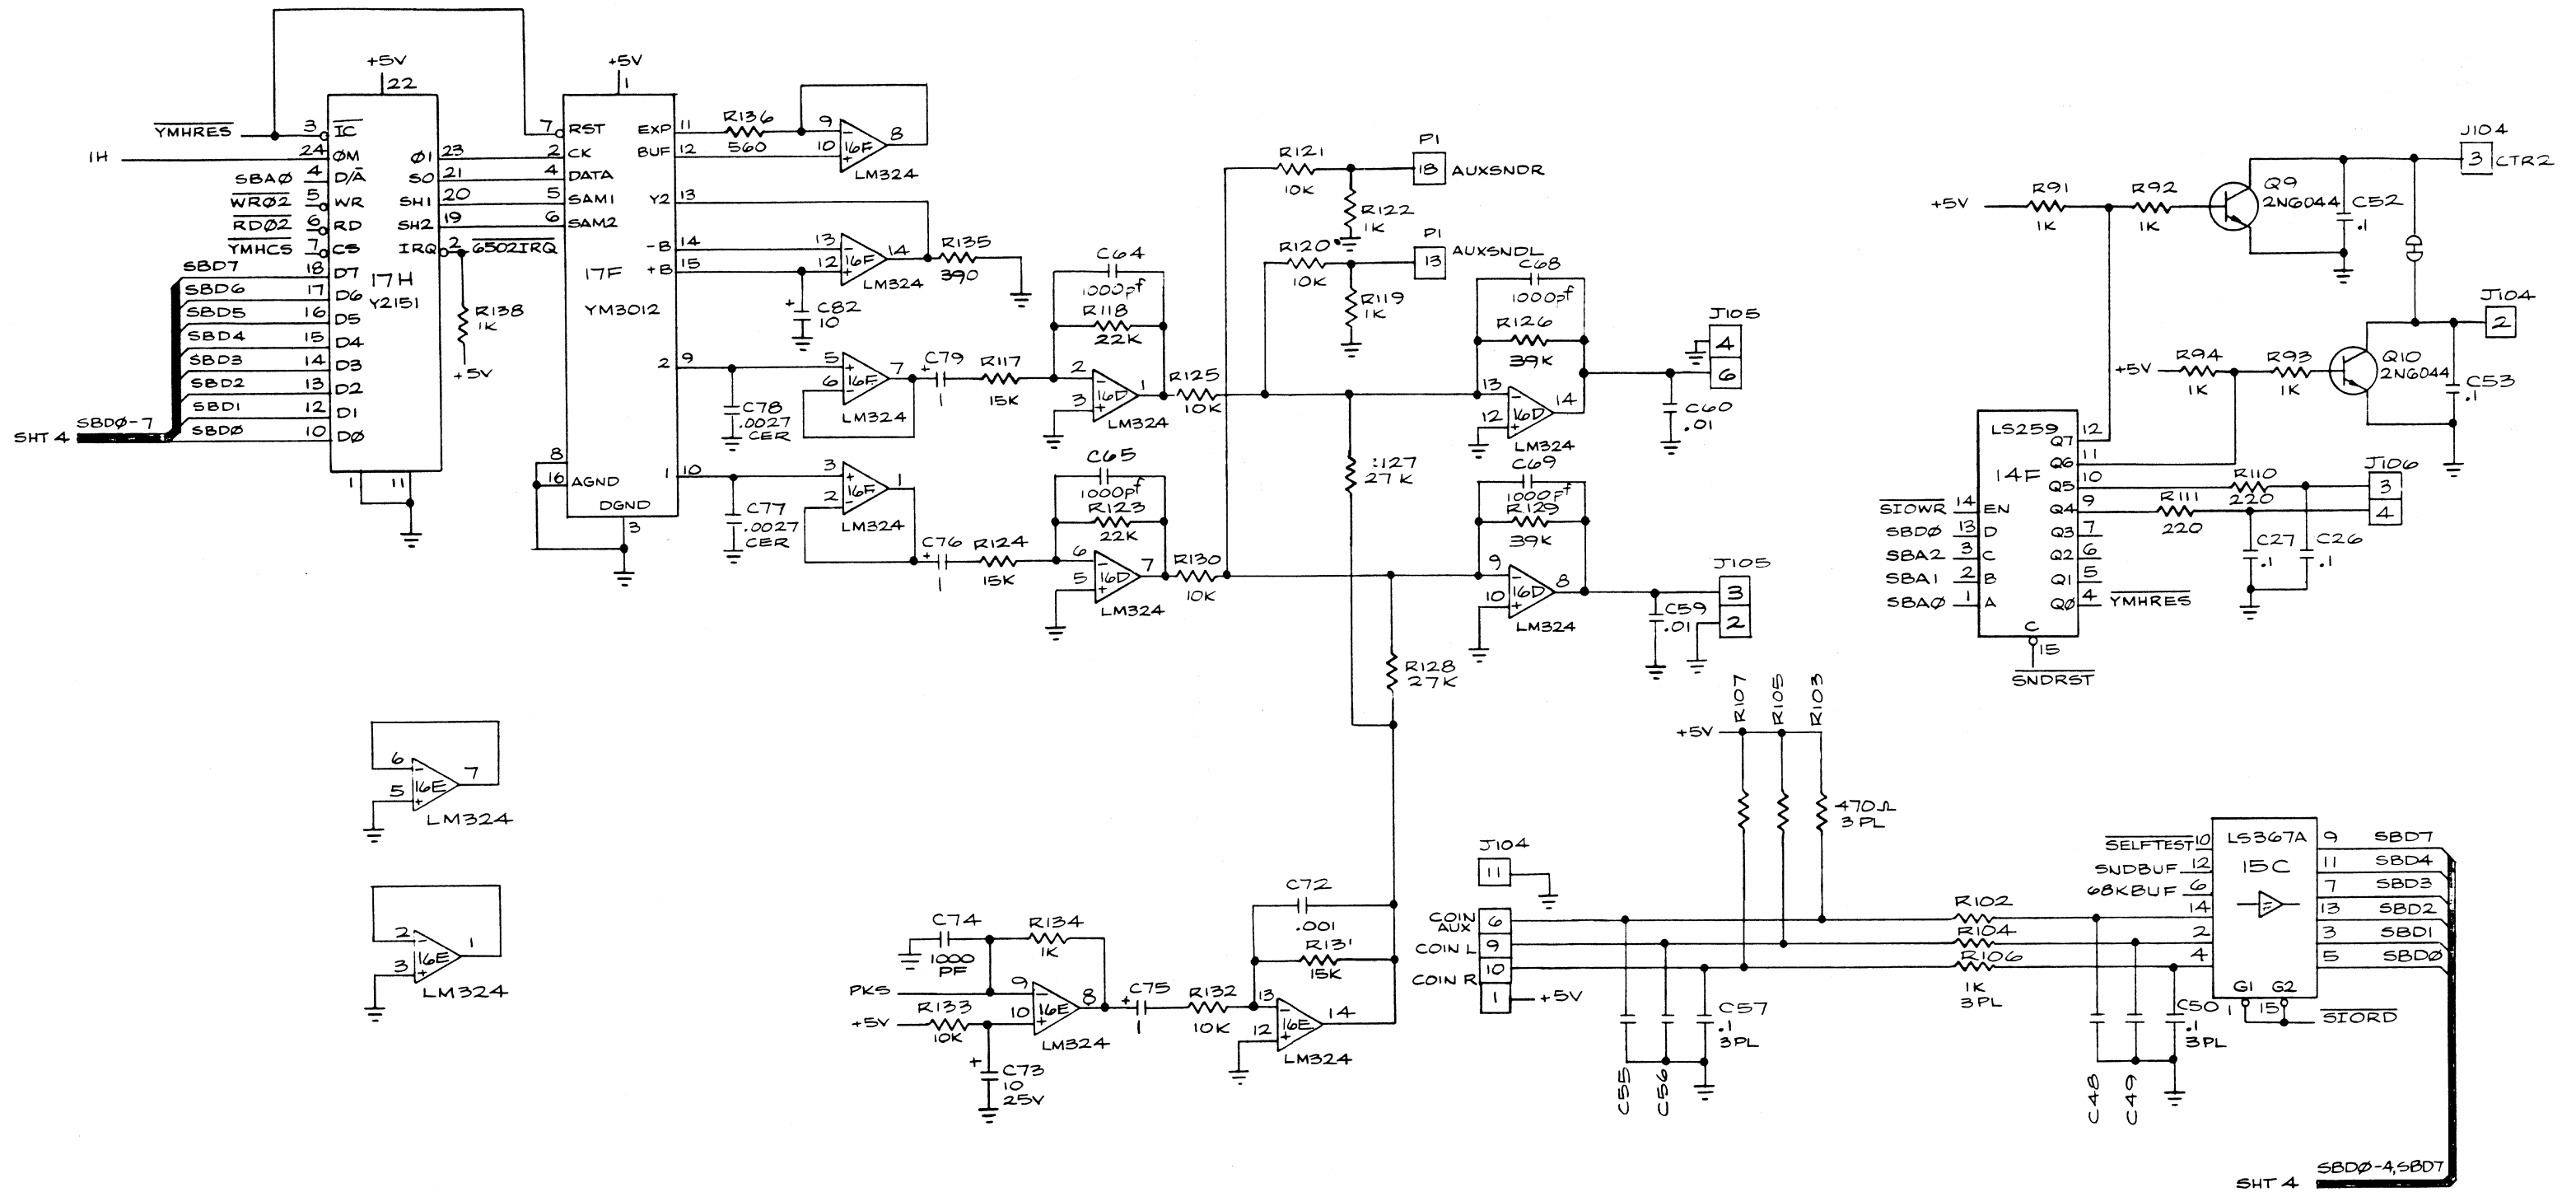 +5V
22
YMHRES
3
IC
1H
24
ØM
SBAØ
4
D/A
WRØ2
5
WR
RDØ2
6
RD
YMHCS
7
CS
SBD7
18
D7
SBD6
17
D6
SBD5
16
D5
SBD4
15
D4
SBD3
14
D3
SBD2
13
D2
SBD1
12
D1
SBDØ
10
DØ
SHT 4
SBDØ-7
17H
Y2151
Ø1
23
SO
21
SH1
20
SH2
19
IRQ
2
6502IRQ
R138
1K
+5V
1
11
+5V
1
7
RST
2
CK
4
DATA
5
SAM1
6
SAM2
17F
YM3012
EXP
11
BUF
12
Y2
13
-B
14
+B
15
2
9
1
10
8
16
AGND
DGND
3
R136
560
9
10
16F
8
LM324
13
12
16F
14
LM324
R135
390
C82
10
C78
.0027
CER
5
6
16F
7
LM324
C79
1
R117
15K
C64
1000pf
R118
22K
2
3
16D
1
LM324
R125
10K
C77
.0027
CER
3
2
16F
1
LM324
C76
1
R124
15K
C65
1000pf
R123
22K
6
5
16D
7
LM324
R130
10K
R121
10K
R122
1K
P1
18
AUXSNDR
R120
10K
R119
1K
P1
13
AUXSNDL
C68
1000pf
R126
39K
13
12
16D
14
LM324
C60
.01
J105
4
6
:127
27K
C69
1000pf
R129
39K
9
10
16D
8
LM324
C59
.01
J105
3
2
R128
27K
6
5
16E
7
LM324
2
3
16E
1
LM324
C74
1000
PF
R134
1K
PKS
+5V
R133
10K
9
10
16E
8
LM324
C73
10
25V
C75
1
R132
10K
C72
.001
R131
15K
13
12
16E
14
LM324
+5V
R91
1K
R92
1K
Q9
2N6044
C52
.1
J104
3
CTR2
+5V
R94
1K
R93
1K
Q10
2N6044
C53
.1
J104
2
LS259
14F
Q7
12
Q6
11
Q5
10
Q4
9
Q3
7
Q2
6
Q1
5
QØ
4
YMHRES
SIOWR
14
EN
SBDØ
13
D
SBA2
3
C
SBA1
2
B
SBAØ
1
A
C
15
SNDRST
R110
220
R111
220
C27
.1
C26
.1
J106
3
4
+5V
R107
R105
R103
470Ω
3 PL
J104
11
COIN
AUX
6
COIN L
9
COIN R
10
1
+5V
C55
C56
C57
.1
3PL
R102
R104
R106
1K
3PL
C48
C49
C50
.1
3PL
SELFTEST
10
SNDBUF
12
68KBUF
6
14
2
4
LS367A
15C
9
SBD7
11
SBD4
7
SBD3
13
SBD2
3
SBD1
5
SBDØ
G1
G2
1
15
SIORD
SHT 4
SBDØ-4,SBD7